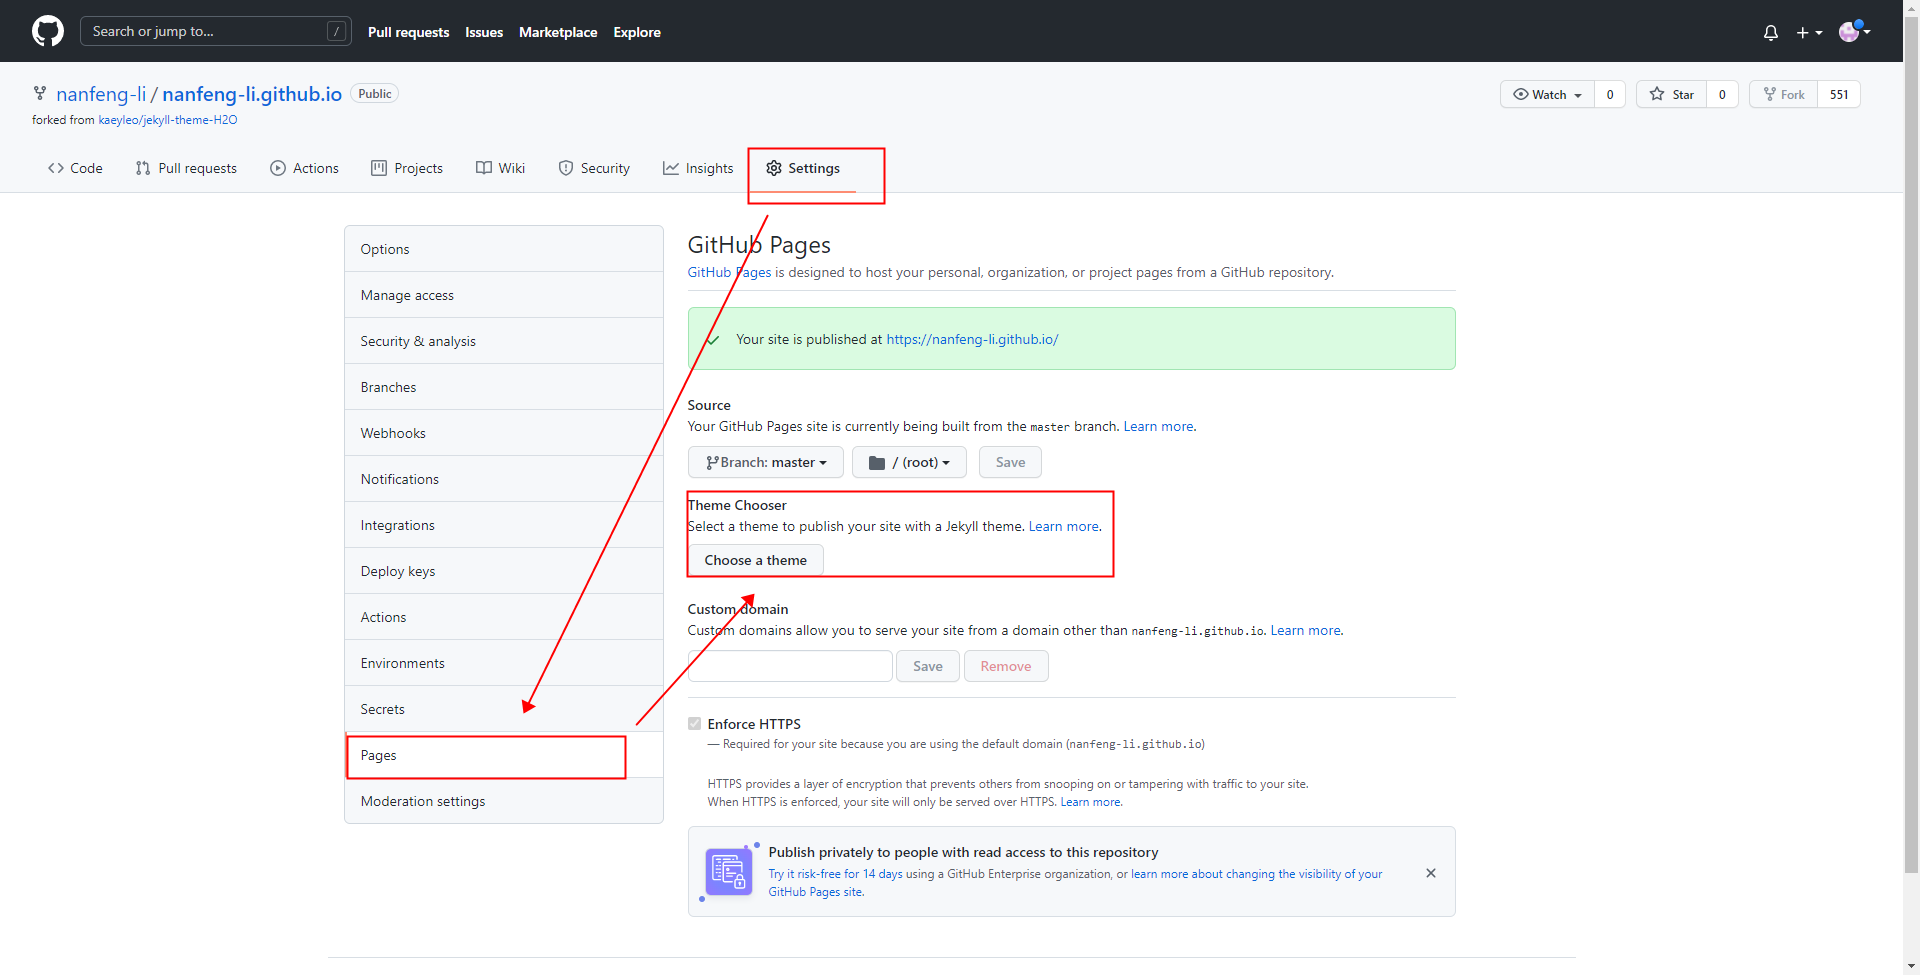 Search or jump to... /
Pull requests Issues Marketplace Explore
nanfeng-li / nanfeng-li.github.io Public
forked from kaeyleo/jekyll-theme-H2O
Watch 0 Star 0 Fork 551
Code Pull requests Actions Projects Wiki Security Insights Settings
Options
Manage access
Security & analysis
Branches
Webhooks
Notifications
Integrations
Deploy keys
Actions
Environments
Secrets
Pages
Moderation settings
GitHub Pages
GitHub Pages is designed to host your personal, organization, or project pages from a GitHub repository.
Your site is published at https://nanfeng-li.github.io/
Source
Your GitHub Pages site is currently being built from the master branch. Learn more.
Branch: master / (root) Save
Theme Chooser
Select a theme to publish your site with a Jekyll theme. Learn more.
Choose a theme
Custom domain
Custom domains allow you to serve your site from a domain other than nanfeng-li.github.io. Learn more.
Save Remove
Enforce HTTPS
— Required for your site because you are using the default domain (nanfeng-li.github.io)
HTTPS provides a layer of encryption that prevents others from snooping on or tampering with traffic to your site.
When HTTPS is enforced, your site will only be served over HTTPS. Learn more.
Publish privately to people with read access to this repository
Try it risk-free for 14 days using a GitHub Enterprise organization, or learn more about changing the visibility of your
GitHub Pages site.